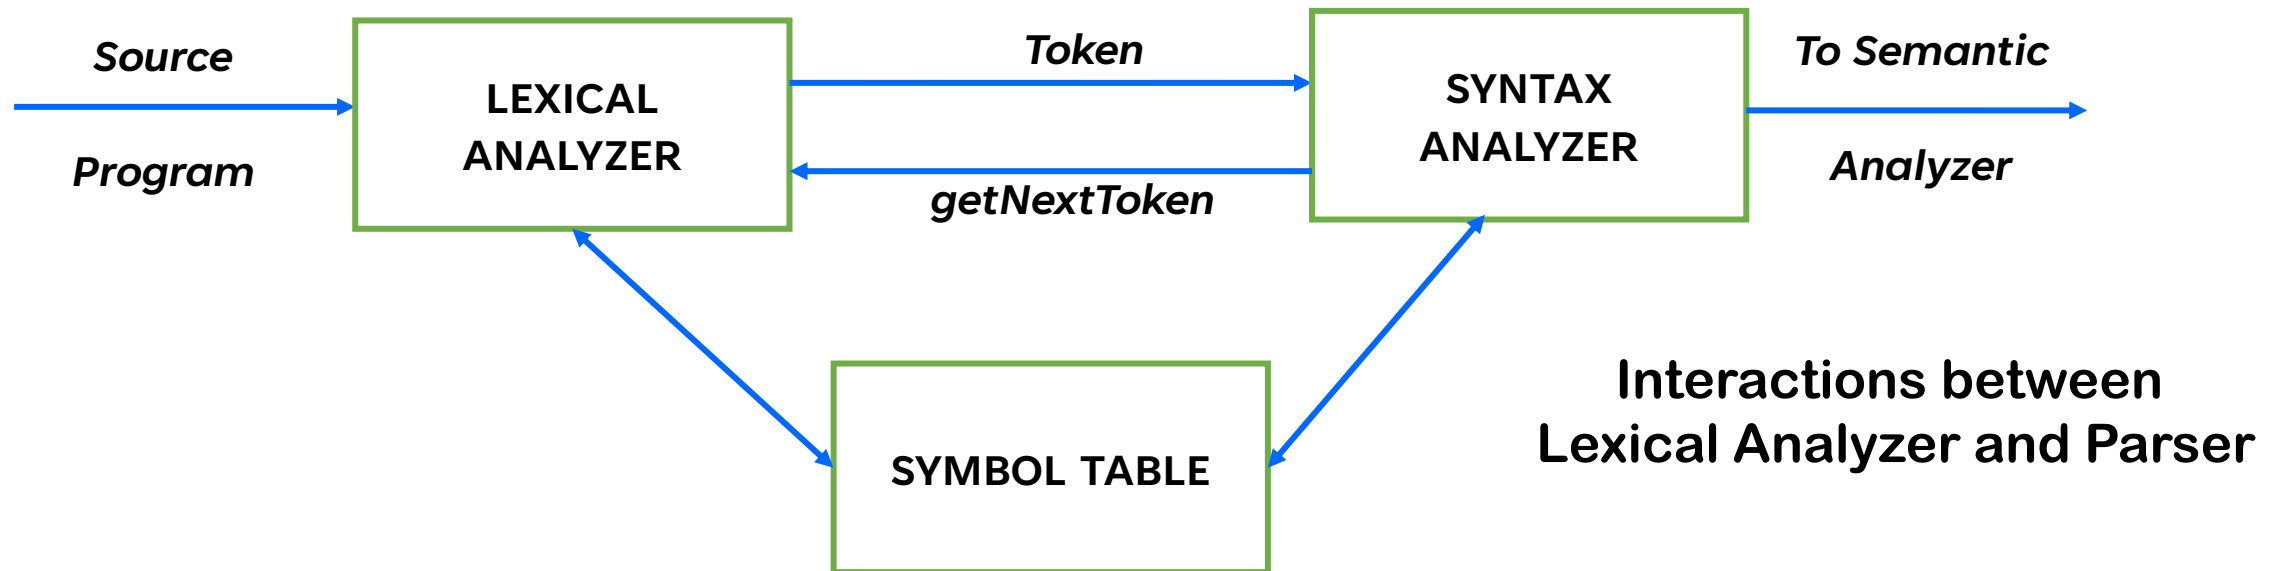 Source
Program
LEXICAL
ANALYZER
Token
getNextToken
SYNTAX
ANALYZER
To Semantic
Analyzer
SYMBOL TABLE
Interactions between
Lexical Analyzer and Parser